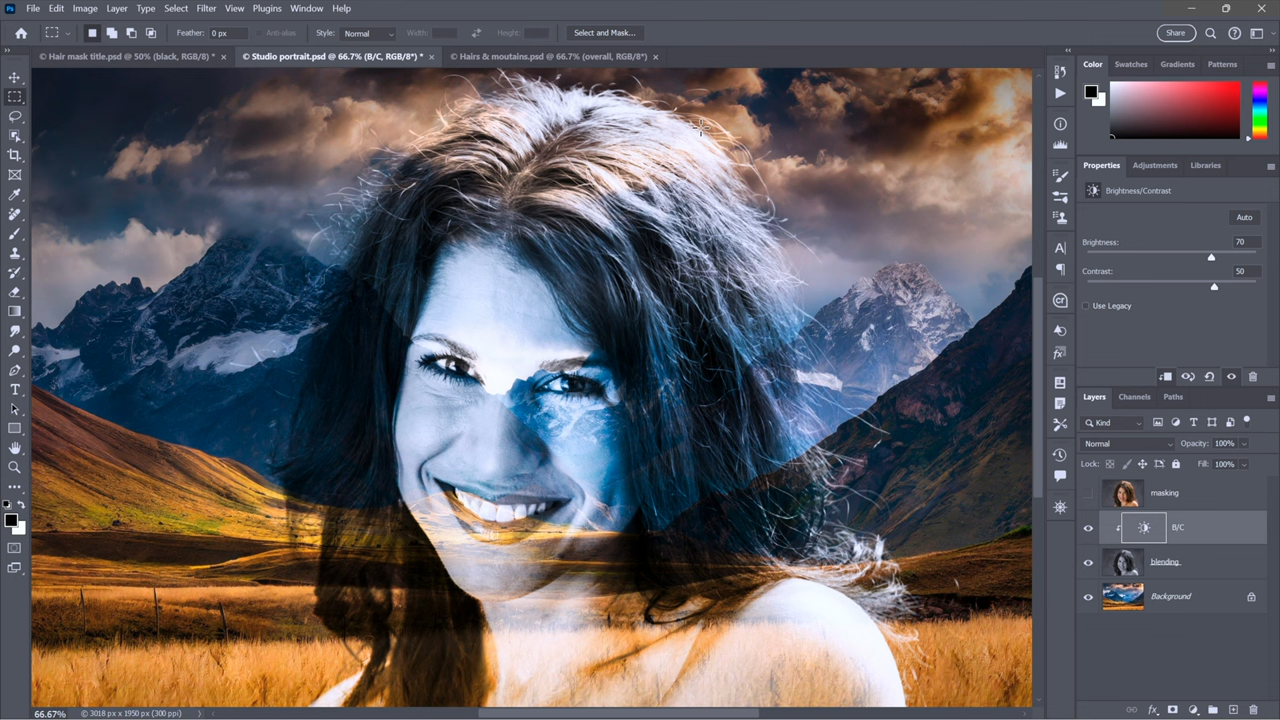 Ps File Edit Image Layer Type Select Filter View Plugins Window Help
Feather: 0 px Anti-alias Style: Normal Width: Height: Select and Mask... Share
© Hair mask title.psd @ 50% (black, RGB/8) * × © Studio portrait.psd @ 66.7% (B/C, RGB/8*) * × © Hairs & moutains.psd @ 66.7% (overall, RGB/8*) ×
Color Swatches Gradients Patterns
Properties Adjustments Libraries
Brightness/Contrast
Auto
Brightness: 70
Contrast: 50
Use Legacy
Layers Channels Paths
Kind
Normal Opacity: 100%
Lock: Fill: 100%
masking
B/C
blending
Background
66.67% © 3018 px x 1950 px (300 ppi)